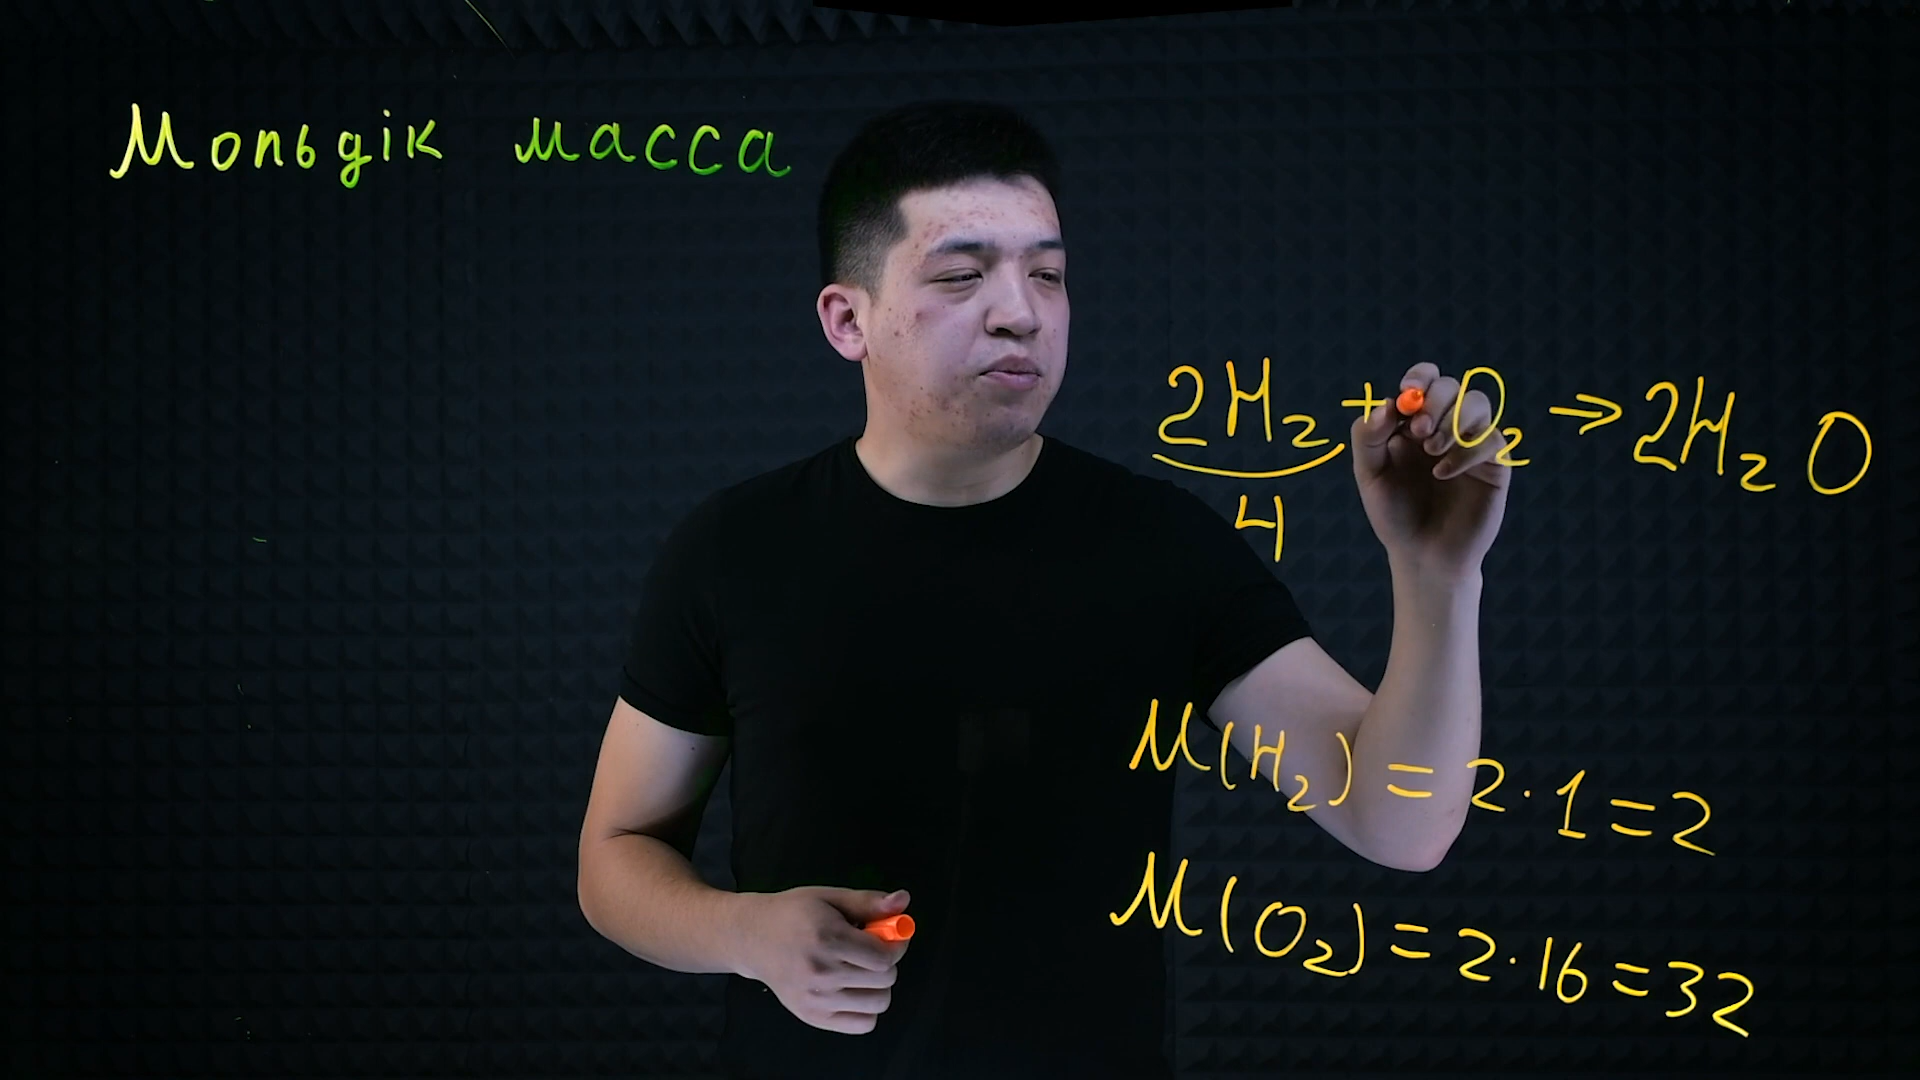 Мольдік масса
2H₂ + O₂ → 2H₂O
4
M(H₂) = 2·1=2
M(O₂) = 2·16=32